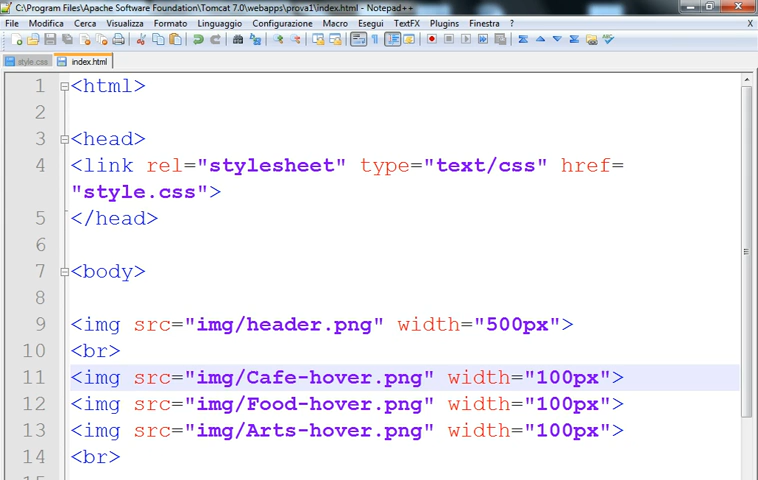 C:\Program Files\Apache Software Foundation\Tomcat 7.0\webapps\prova1\index.html - Notepad++
File Modifica Cerca Visualizza Formato Linguaggio Configurazione Macro Esegui TextFX Plugins Finestra ? X
style.css index.html
1 <html>
2
3 <head>
4 <link rel="stylesheet" type="text/css" href=
"style.css">
5 </head>
6
7 <body>
8
9 <img src="img/header.png" width="500px">
10 <br>
11 <img src="img/Cafe-hover.png" width="100px">
12 <img src="img/Food-hover.png" width="100px">
13 <img src="img/Arts-hover.png" width="100px">
14 <br>